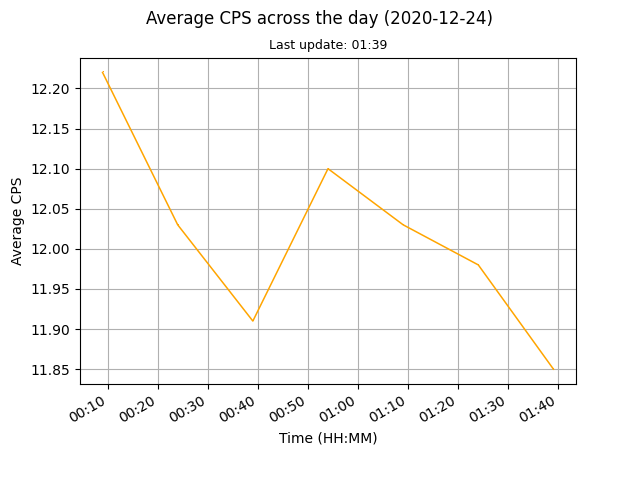 Average CPS across the day (2020-12-24)
Last update: 01:39
12.20
12.15
12.10
12.05
12.00
11.95
11.90
11.85
Average CPS
00:10 00:20 00:30 00:40 00:50 01:00 01:10 01:20 01:30 01:40
Time (HH:MM)